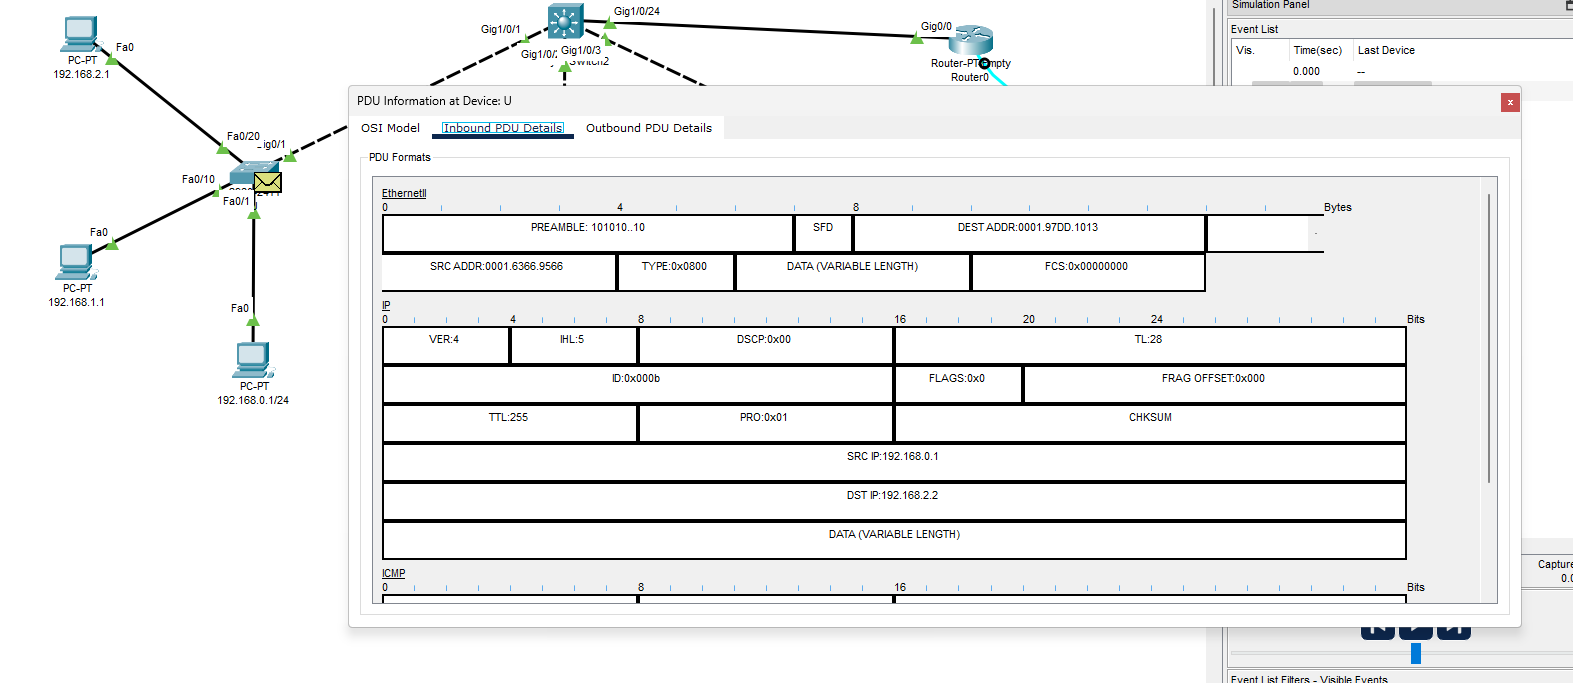 Simulation Panel
Gig1/0/24
Gig1/0/1
Gig0/0
Event List
Fa0
Gig1/0/
Gig1/0/3
Vis.
Time(sec)
Last Device
PC-PT
192.168.2.1
Router-PT-Empty
Router0
0.000
--
PDU Information at Device: U
x
OSI Model
Inbound PDU Details
Outbound PDU Details
Fa0/20
ig0/1
PDU Formats
Fa0/10
Fa0/1
EthernetII
0
4
8
Bytes
PREAMBLE: 101010..10
SFD
DEST ADDR:0001.97DD.1013
SRC ADDR:0001.6366.9566
TYPE:0x0800
DATA (VARIABLE LENGTH)
FCS:0x00000000
Fa0
PC-PT
192.168.1.1
Fa0
PC-PT
192.168.0.1/24
IP
0
4
8
16
20
24
Bits
VER:4
IHL:5
DSCP:0x00
TL:28
ID:0x000b
FLAGS:0x0
FRAG OFFSET:0x000
TTL:255
PRO:0x01
CHKSUM
SRC IP:192.168.0.1
DST IP:192.168.2.2
DATA (VARIABLE LENGTH)
ICMP
0
8
16
Bits
Capture
Event List Filters - Visible Events